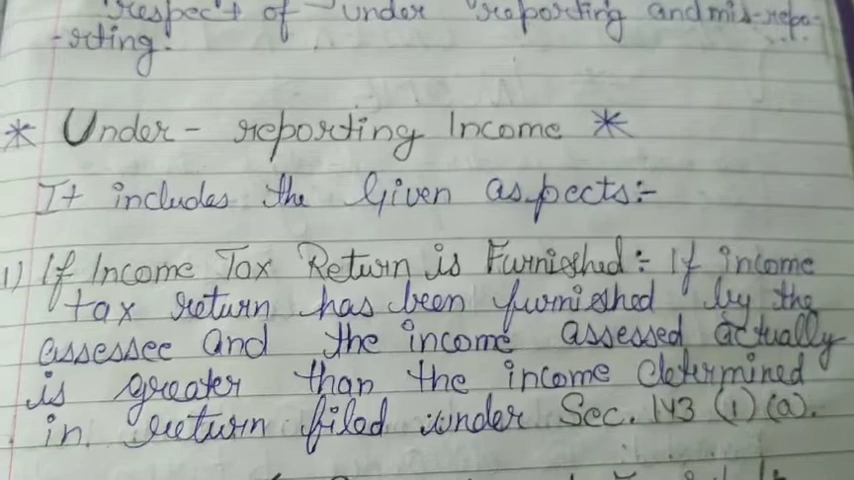 respect of under reporting and mis-repo-
-rting.
* Under - reporting Income *
It includes the Given aspects:-
1) If Income Tax Return is Furnished:- If income
tax return has been furnished by the
assessee and the income assessed actually
is greater than the income determined
in return filed under Sec. 143 (1) (a).